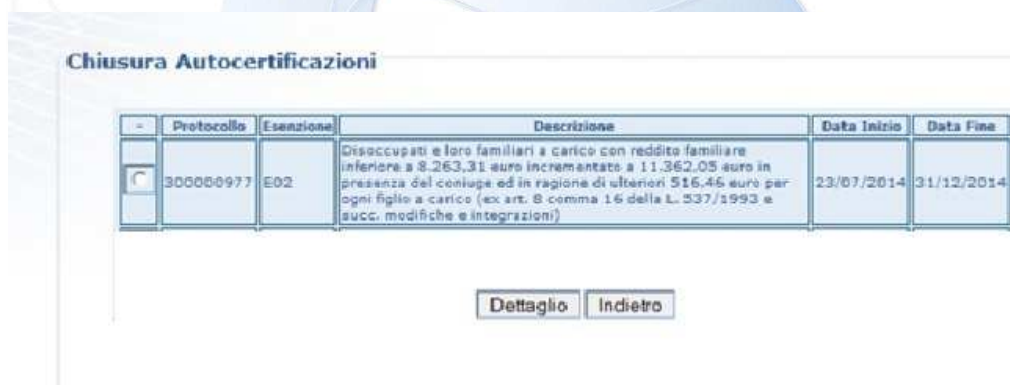 Chiusura Autocertificazioni
- Protocollo Esenzione Descrizione Data Inizio Data Fine
Disoccupati e loro familiari a carico con reddito familiare
inferiore a 8.263,31 euro incrementato a 11.362,05 euro in
300000977 E02 presenza del coniuge ed in ragione di ulteriori 516,46 euro per 23/07/2014 31/12/2014
ogni figlio a carico (ex art. 8 comma 16 della L. 537/1993 e
succ. modifiche e integrazioni)
Dettaglio Indietro